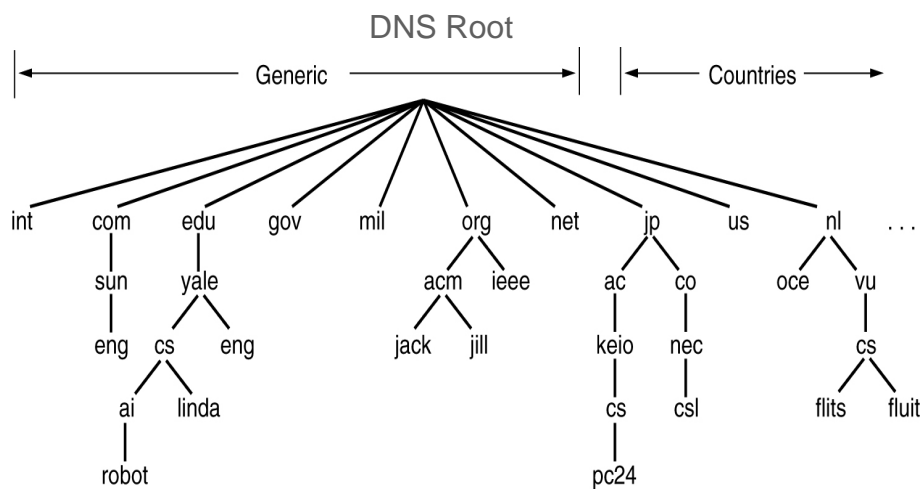 DNS Root
Generic Countries
int com edu gov mil org net jp us nl . . .
sun yale acm ieee ac co oce vu
eng cs eng jack jill keio nec cs
ai linda cs csl flits fluit
robot pc24